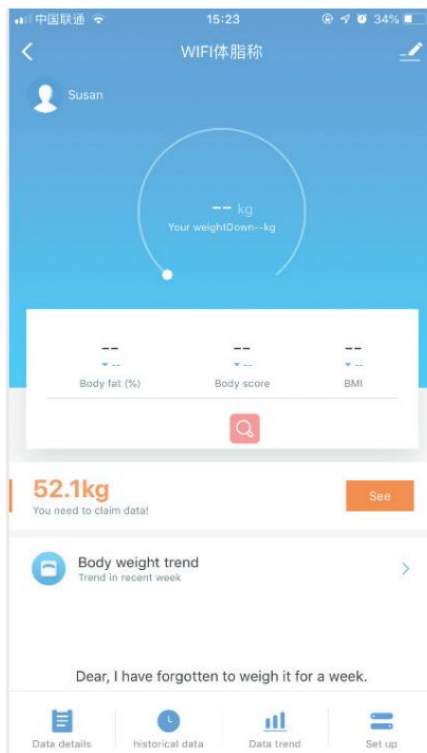 中国联通 15:23 34%
WIFI体脂称
Susan
-- kg
Your weightDown--kg
-- -- --
-- -- --
Body fat (%) Body score BMI
52.1kg
You need to claim data!
See
Body weight trend
Trend in recent week
Dear, I have forgotten to weigh it for a week.
Data details historical data Data trend Set up